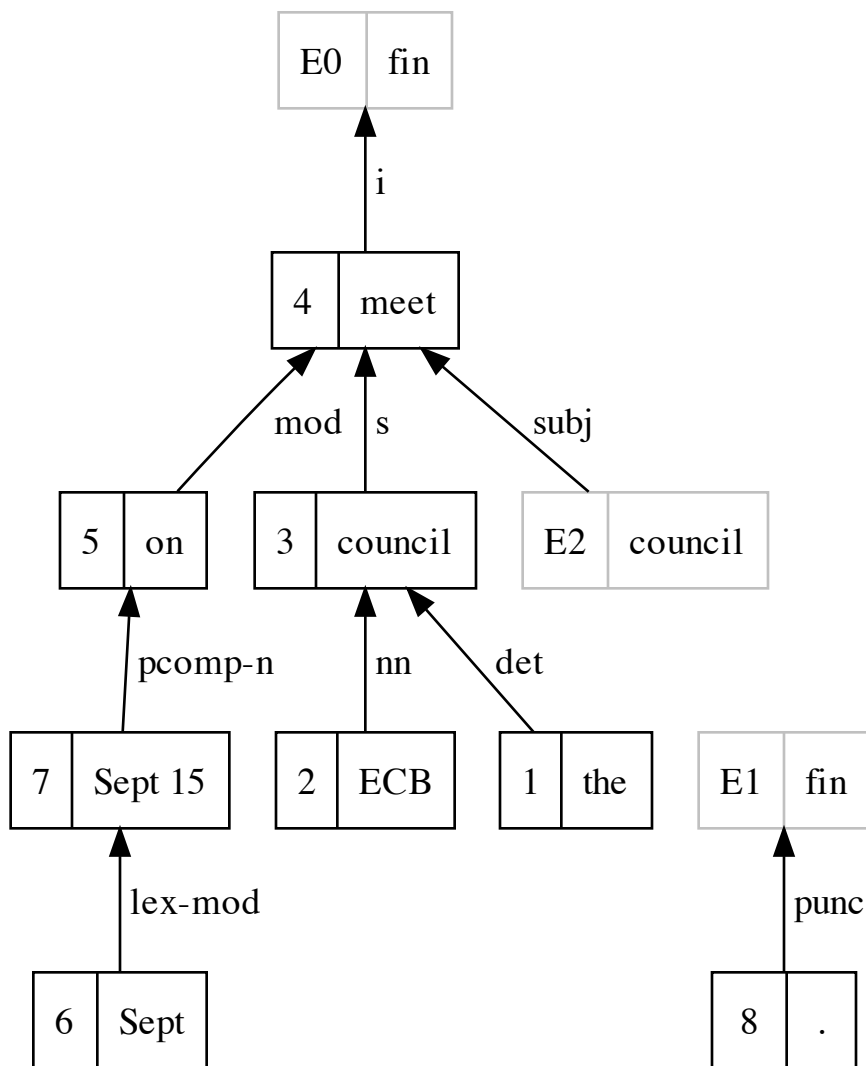 E0 fin
i
4 meet
mod s subj
5 on 3 council E2 council
pcomp-n nn det
7 Sept 15 2 ECB 1 the E1 fin
lex-mod punc
6 Sept 8 .